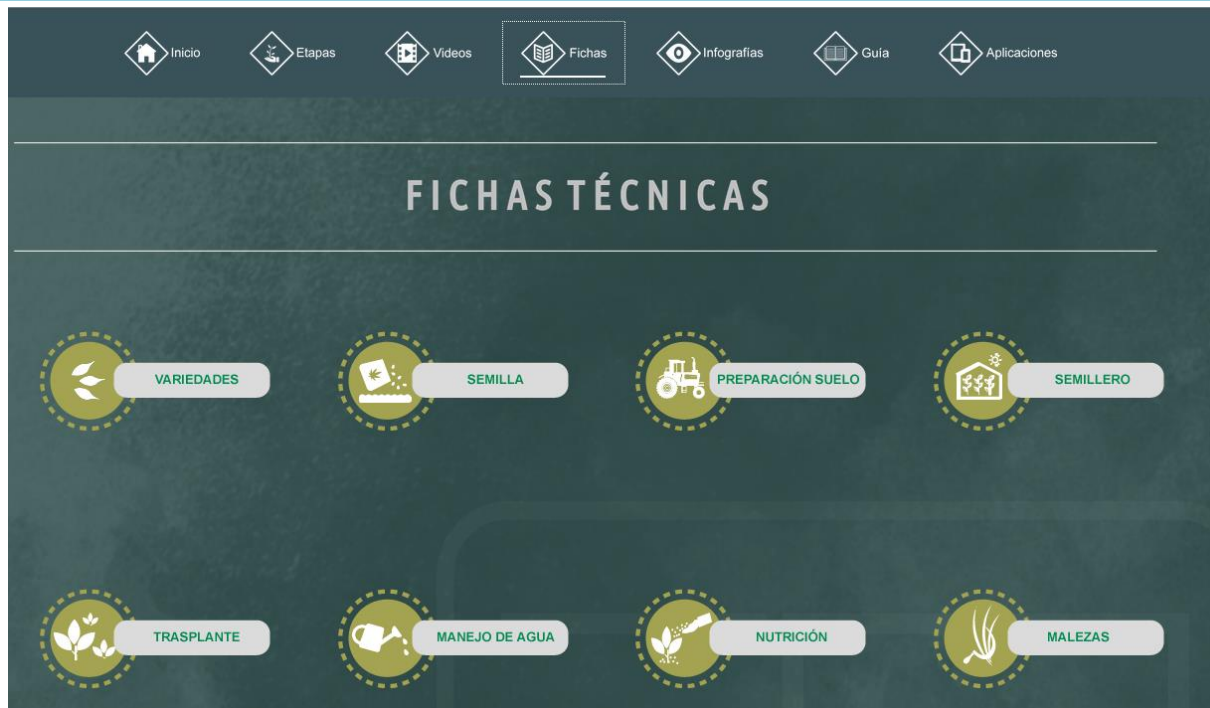 Inicio Etapas Videos Fichas Infografías Guía Aplicaciones
FICHAS TÉCNICAS
VARIEDADES SEMILLA PREPARACIÓN SUELO SEMILLERO
TRASPLANTE MANEJO DE AGUA NUTRICIÓN MALEZAS